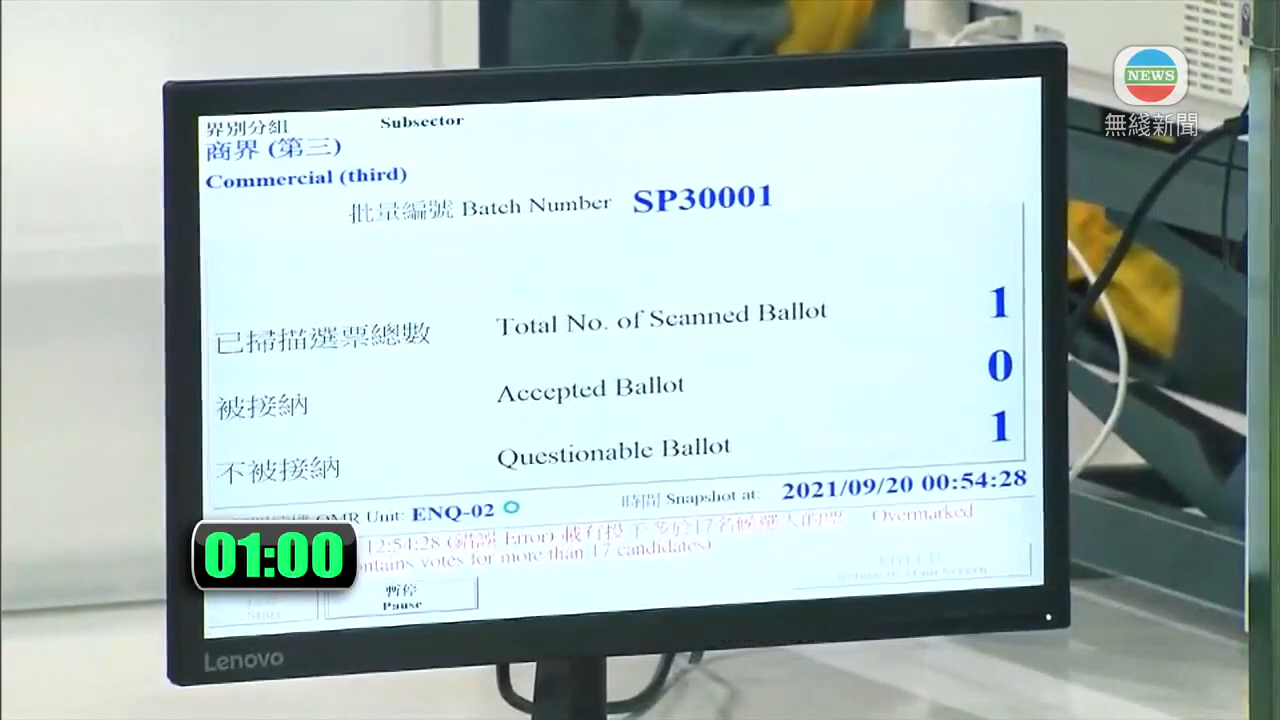 NEWS
無綫新聞
界別分組 Subsector
商界 (第三)
Commercial (third)
批量編號 Batch Number SP30001
已掃描選票總數 Total No. of Scanned Ballot 1
被接納 Accepted Ballot 0
不被接納 Questionable Ballot 1
OMR Unit: ENQ-02 時間 Snapshot at: 2021/09/20 00:54:28
12:54:28 (錯誤 Error) 載有投予多於17名候選人的票 Overmarked
contains votes for more than 17 candidates)
01:00
暫停
Start Pause
Lenovo